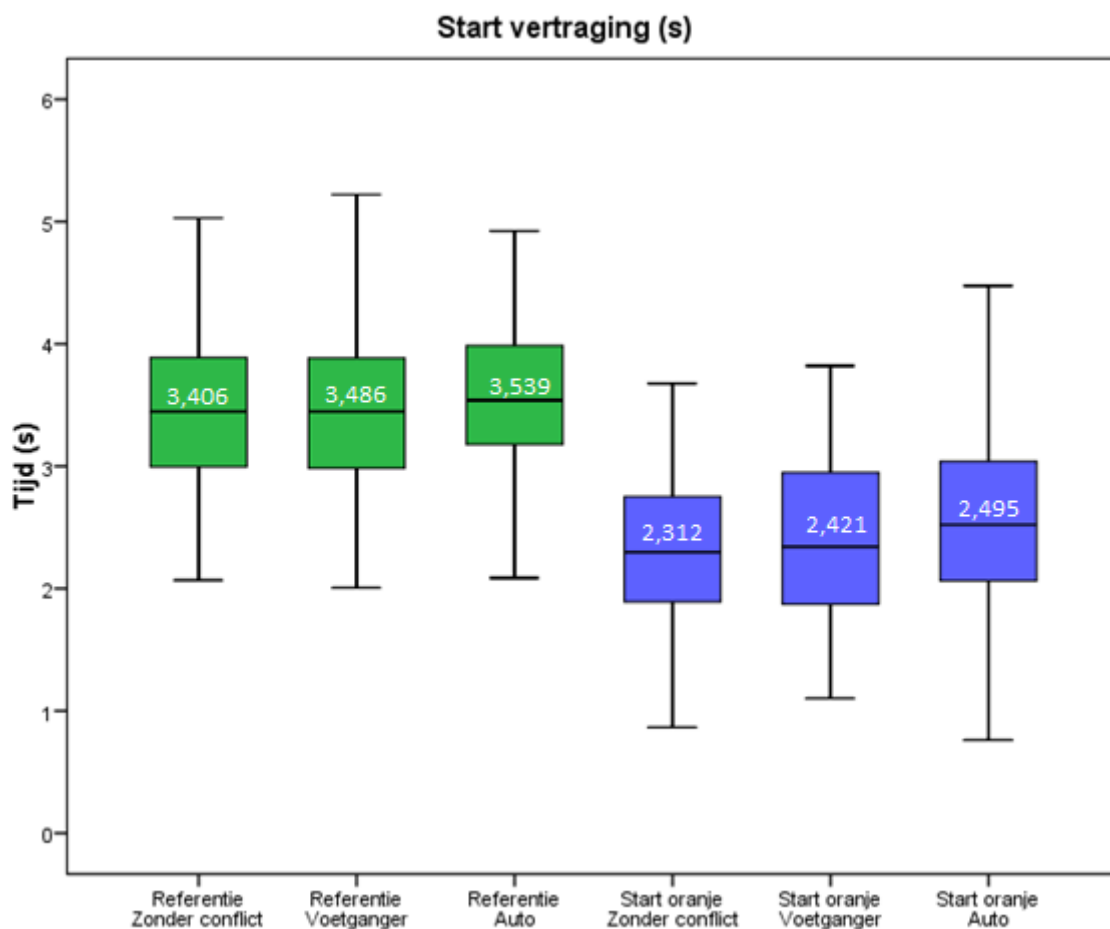 Start vertraging (s)
Tijd (s)
6
5
4
3
2
1
0
3,406
3,486
3,539
2,312
2,421
2,495
Referentie
Zonder conflict
Referentie
Voetganger
Referentie
Auto
Start oranje
Zonder conflict
Start oranje
Voetganger
Start oranje
Auto